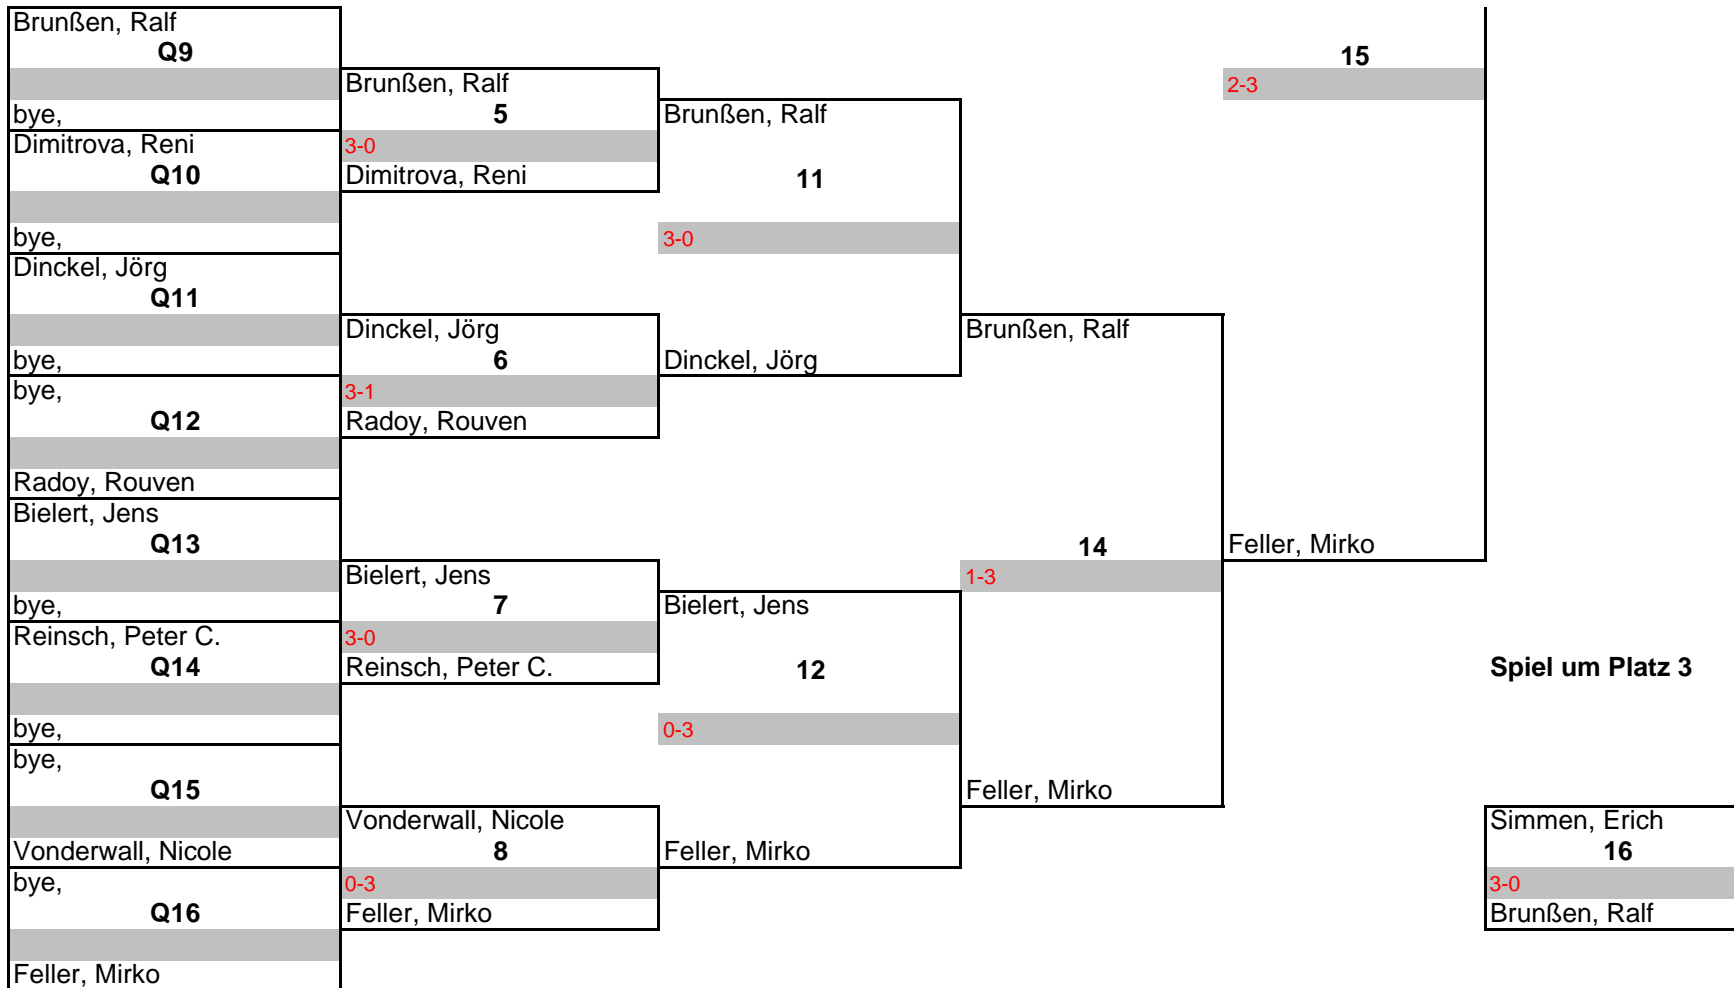 Brunßen, Ralf
Q9
bye,
Dimitrova, Reni
Q10
bye,
Dinckel, Jörg
Q11
bye,
bye,
Q12
Radoy, Rouven
Bielert, Jens
Q13
bye,
Reinsch, Peter C.
Q14
bye,
bye,
Q15
Vonderwall, Nicole
bye,
Q16
Feller, Mirko
Brunßen, Ralf
5
3-0
Dimitrova, Reni
Dinckel, Jörg
6
3-1
Radoy, Rouven
Bielert, Jens
7
3-0
Reinsch, Peter C.
Vonderwall, Nicole
8
0-3
Feller, Mirko
Brunßen, Ralf
11
3-0
Dinckel, Jörg
Bielert, Jens
12
0-3
Feller, Mirko
Brunßen, Ralf
14
1-3
Feller, Mirko
15
2-3
Feller, Mirko
Spiel um Platz 3
Simmen, Erich
16
3-0
Brunßen, Ralf